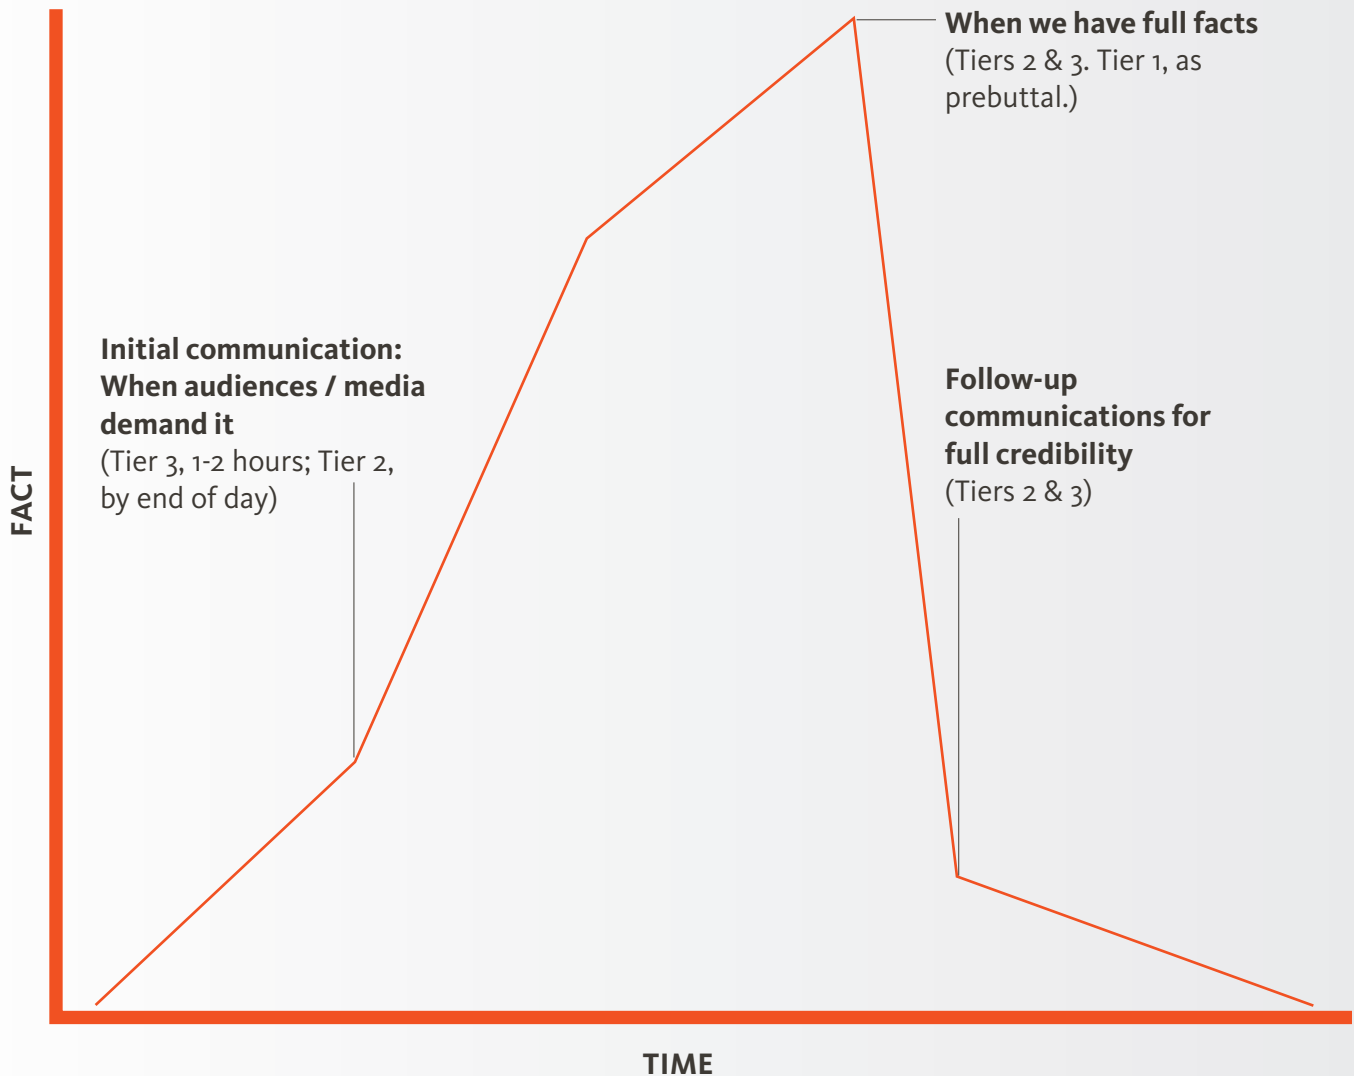 When we have full facts
(Tiers 2 & 3. Tier 1, as
prebuttal.)
Initial communication:
When audiences / media
demand it
(Tier 3, 1-2 hours; Tier 2,
by end of day)
Follow-up
communications for
full credibility
(Tiers 2 & 3)
FACT
TIME